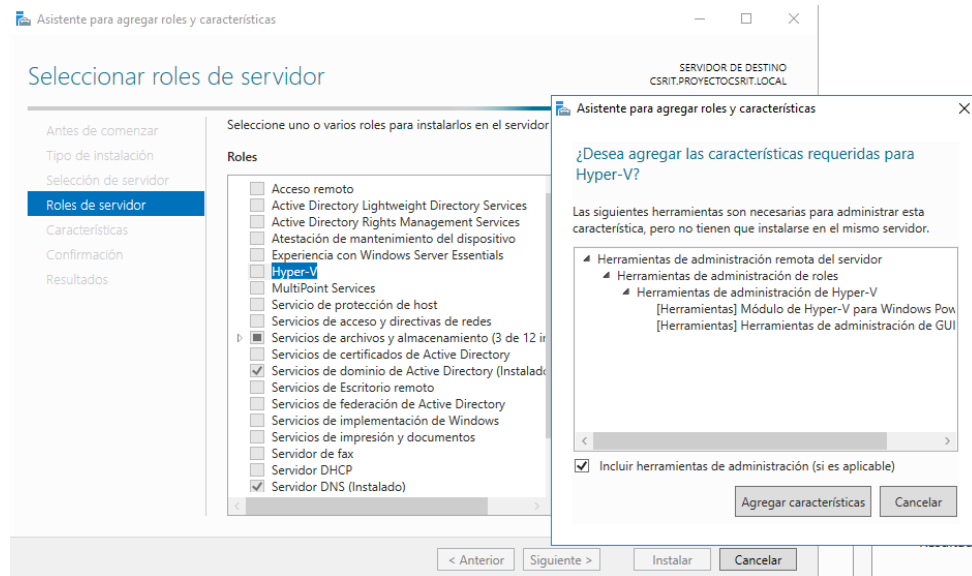 Asistente para agregar roles y características
Seleccionar roles de servidor
SERVIDOR DE DESTINO
CSRIT.PROYECTOCSRIT.LOCAL
Antes de comenzar
Tipo de instalación
Selección de servidor
Roles de servidor
Características
Confirmación
Resultados
Seleccione uno o varios roles para instalarlos en el servidor
Roles
Acceso remoto
Active Directory Lightweight Directory Services
Active Directory Rights Management Services
Atestación de mantenimiento del dispositivo
Experiencia con Windows Server Essentials
Hyper-V
MultiPoint Services
Servicio de protección de host
Servicios de acceso y directivas de redes
Servicios de archivos y almacenamiento (3 de 12 in
Servicios de certificados de Active Directory
Servicios de dominio de Active Directory (Instalado
Servicios de Escritorio remoto
Servicios de federación de Active Directory
Servicios de implementación de Windows
Servicios de impresión y documentos
Servidor de fax
Servidor DHCP
Servidor DNS (Instalado)
< Anterior
Siguiente >
Instalar
Cancelar
Asistente para agregar roles y características
¿Desea agregar las características requeridas para
Hyper-V?
Las siguientes herramientas son necesarias para administrar esta
característica, pero no tienen que instalarse en el mismo servidor.
Herramientas de administración remota del servidor
Herramientas de administración de roles
Herramientas de administración de Hyper-V
[Herramientas] Módulo de Hyper-V para Windows Pow
[Herramientas] Herramientas de administración de GUI
Incluir herramientas de administración (si es aplicable)
Agregar características
Cancelar